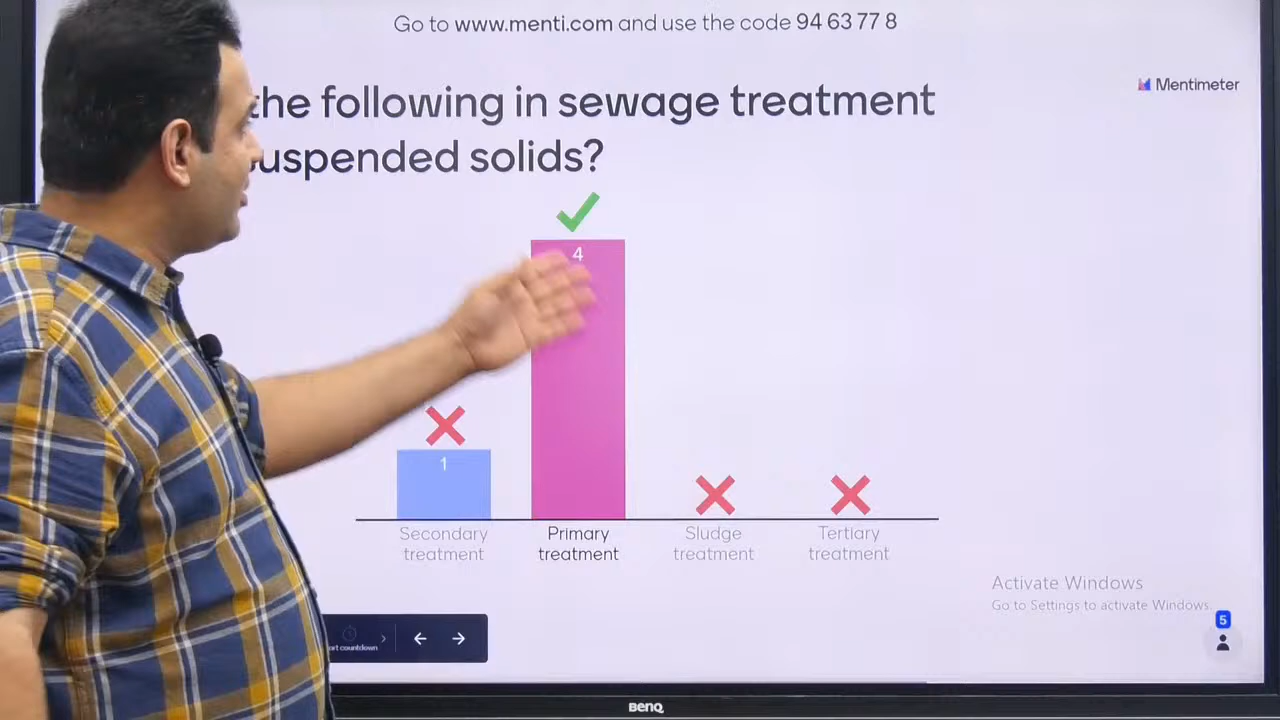 Go to www.menti.com and use the code 94 63 77 8
Mentimeter
the following in sewage treatment
suspended solids?
4
1
Secondary treatment
Primary treatment
Sludge treatment
Tertiary treatment
Activate Windows
Go to Settings to activate Windows.
5
countdown
BenQ